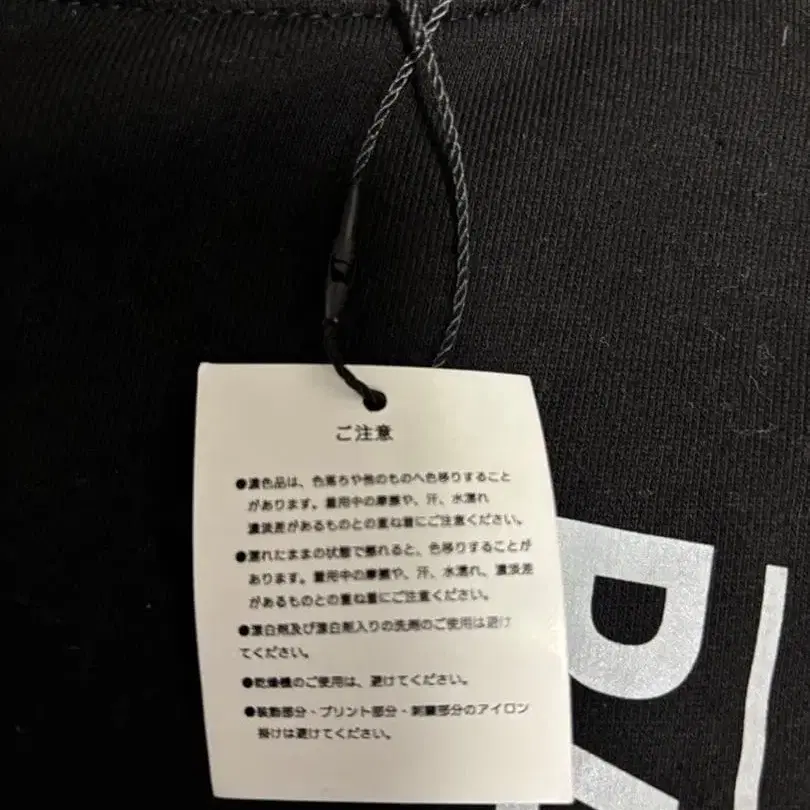 ご注意
●濃色品は、色落ちや他のものへ色移りすること
があります。着用中の摩擦や、汗、水濡れ
濃淡差があるものとの重ね着にご注意ください。
●濡れたままの状態で擦れると、色移りすることが
あります。着用中の摩擦や、汗、水濡れ、濃淡差
があるものとの重ね着にご注意ください。
●漂白剤及び漂白剤入りの洗剤のご使用は避け
てください。
●乾燥機のご使用は、避けてください。
●装飾部分・プリント部分・刺繍部分のアイロン
掛けは避けてください。